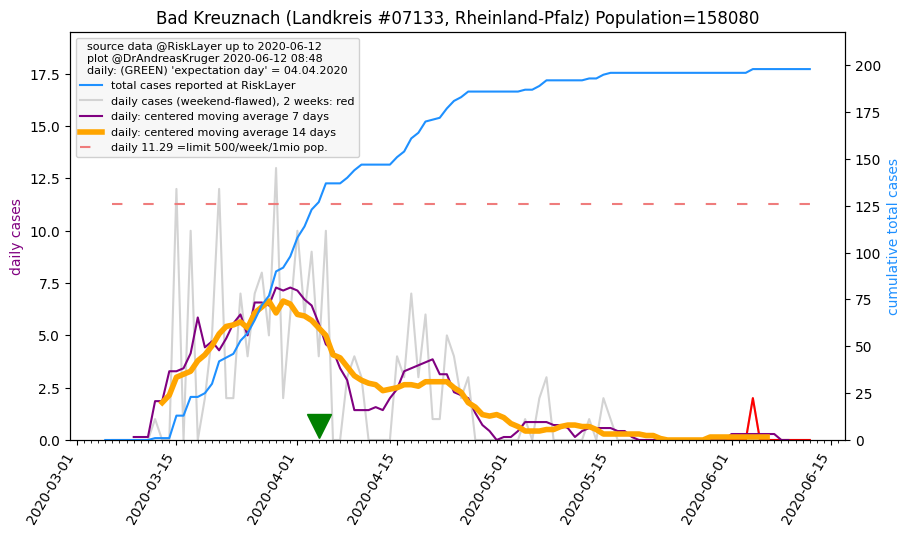 Bad Kreuznach (Landkreis #07133, Rheinland-Pfalz) Population=158080
source data @RiskLayer up to 2020-06-12
plot @DrAndreasKruger 2020-06-12 08:48
daily: (GREEN) 'expectation day' = 04.04.2020
total cases reported at RiskLayer
daily cases (weekend-flawed), 2 weeks: red
daily: centered moving average 7 days
daily: centered moving average 14 days
daily 11.29 =limit 500/week/1mio pop.
daily cases
17.5
15.0
12.5
10.0
7.5
5.0
2.5
0.0
cumulative total cases
200
175
150
125
100
75
50
25
0
2020-03-01
2020-03-15
2020-04-01
2020-04-15
2020-05-01
2020-05-15
2020-06-01
2020-06-15